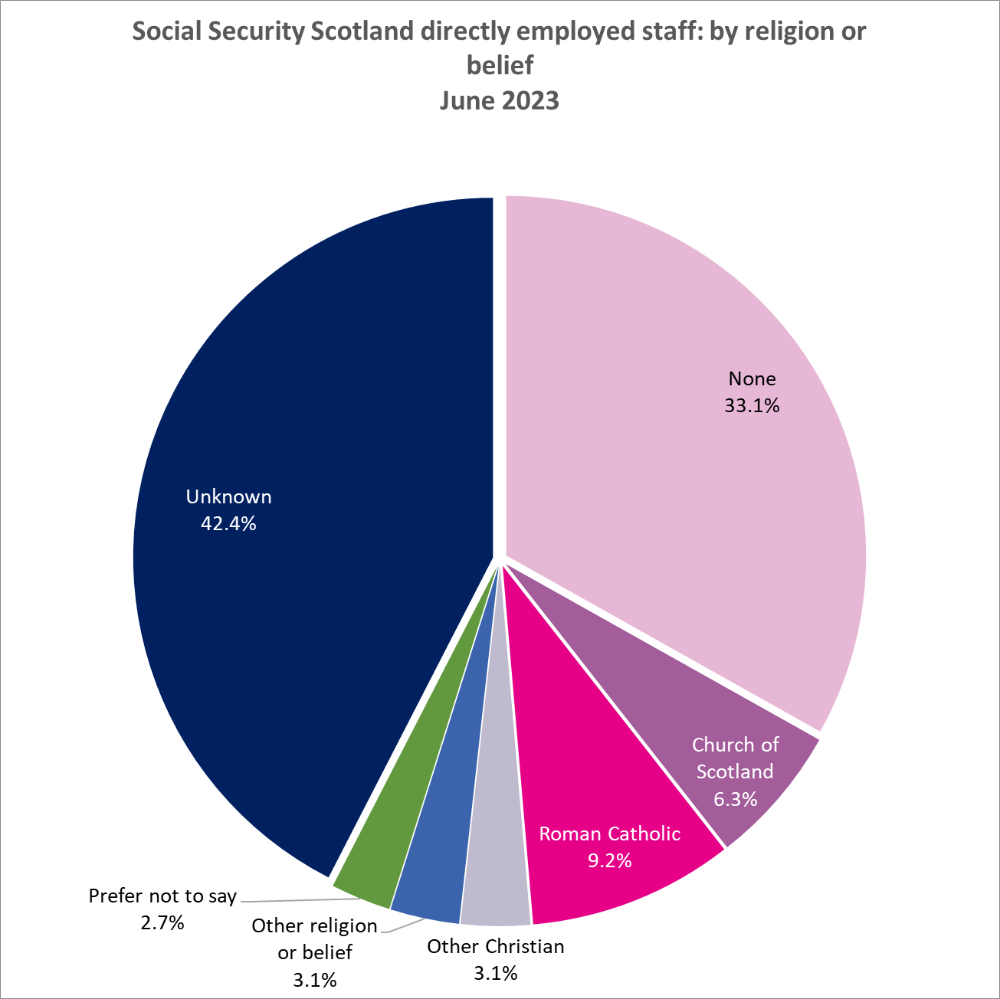 Social Security Scotland directly employed staff: by religion or
belief
June 2023
None
33.1%
Unknown
42.4%
Church of
Scotland
6.3%
Roman Catholic
9.2%
Prefer not to say
2.7%
Other religion
or belief
3.1%
Other Christian
3.1%